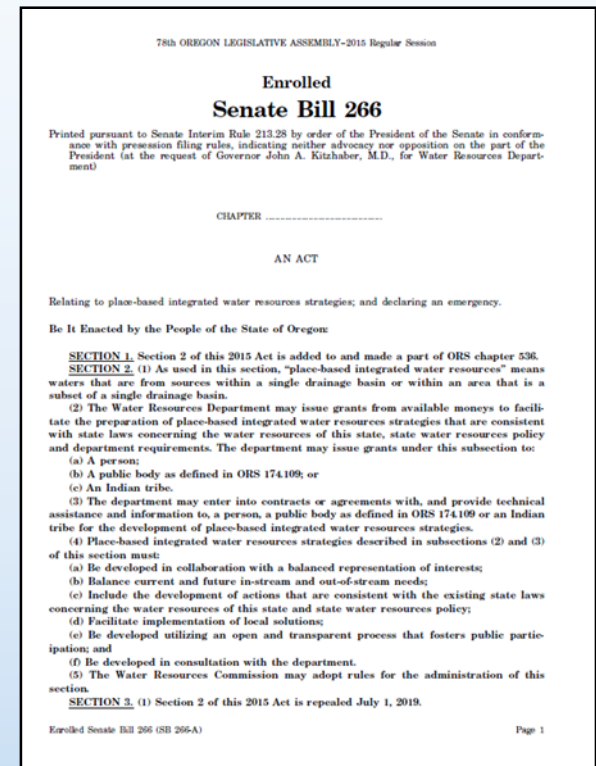 78th OREGON LEGISLATIVE ASSEMBLY--2015 Regular Session
Enrolled
Senate Bill 266
Printed pursuant to Senate Interim Rule 213.28 by order of the President of the Senate in conform-
ance with presession filing rules, indicating neither advocacy nor opposition on the part of the
President (at the request of Governor John A. Kitzhaber, M.D., for Water Resources Depart-
ment)
CHAPTER .................................................
AN ACT
Relating to place-based integrated water resources strategies; and declaring an emergency.
Be It Enacted by the People of the State of Oregon:
SECTION 1. Section 2 of this 2015 Act is added to and made a part of ORS chapter 536.
SECTION 2. (1) As used in this section, “place-based integrated water resources” means
waters that are from sources within a single drainage basin or within an area that is a
subset of a single drainage basin.
(2) The Water Resources Department may issue grants from available moneys to facili-
tate the preparation of place-based integrated water resources strategies that are consistent
with state laws concerning the water resources of this state, state water resources policy
and department requirements. The department may issue grants under this subsection to:
(a) A person;
(b) A public body as defined in ORS 174.109; or
(c) An Indian tribe.
(3) The department may enter into contracts or agreements with, and provide technical
assistance and information to, a person, a public body as defined in ORS 174.109 or an Indian
tribe for the development of place-based integrated water resources strategies.
(4) Place-based integrated water resources strategies described in subsections (2) and (3)
of this section must:
(a) Be developed in collaboration with a balanced representation of interests;
(b) Balance current and future in-stream and out-of-stream needs;
(c) Include the development of actions that are consistent with the existing state laws
concerning the water resources of this state and state water resources policy;
(d) Facilitate implementation of local solutions;
(e) Be developed utilizing an open and transparent process that fosters public partic-
ipation; and
(f) Be developed in consultation with the department.
(5) The Water Resources Commission may adopt rules for the administration of this
section.
SECTION 3. (1) Section 2 of this 2015 Act is repealed July 1, 2019.
Enrolled Senate Bill 266 (SB 266-A)
Page 1